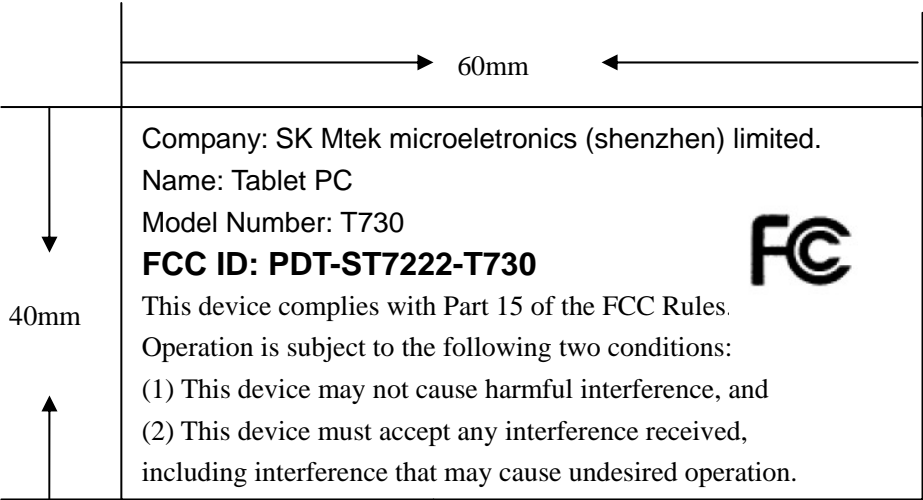 60mm
Company: SK Mtek microeletronics (shenzhen) limited.
Name: Tablet PC
Model Number: T730
FCC ID: PDT-ST7222-T730
FC
This device complies with Part 15 of the FCC Rules.
40mm
Operation is subject to the following two conditions:
(1) This device may not cause harmful interference, and
(2) This device must accept any interference received,
including interference that may cause undesired operation.